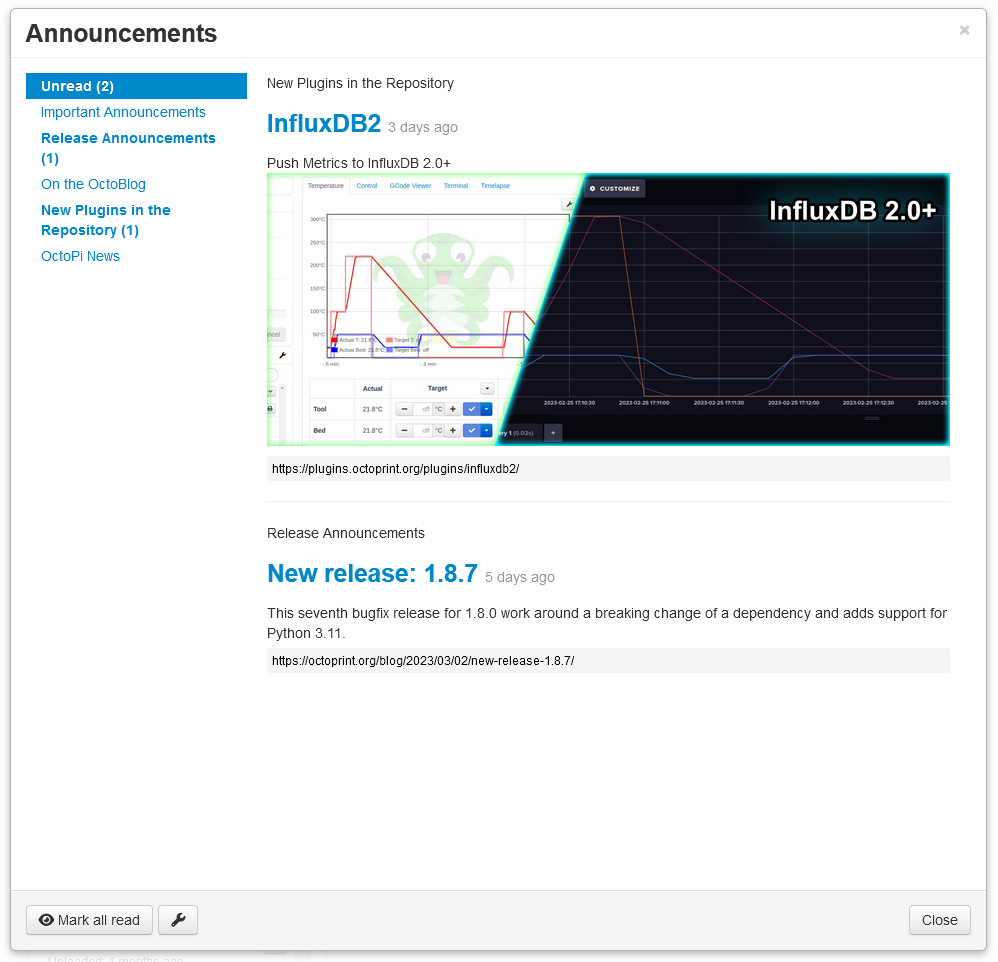 Announcements
×
Unread (2)
Important Announcements
Release Announcements
(1)
On the OctoBlog
New Plugins in the
Repository (1)
OctoPi News
New Plugins in the Repository
InfluxDB2 3 days ago
Push Metrics to InfluxDB 2.0+
Temperature Control GCode Viewer Terminal Timelapse
CUSTOMIZE
InfluxDB 2.0+
300°C
250°C
200°C
150°C
100°C
50°C
Actual T: 21.8°C Target T:
Actual Bed: 21.8°C Target Bed: off
- 5 min - 3 min
Actual Target
Tool 21.8°C off °C
Bed 21.8°C off °C
2023-02-25 17:10:30 2023-02-25 17:11:00 2023-02-25 17:11:30 2023-02-25 17:12:00 2023-02-25 17:12:30 2023-02-25
ry 1 (0.02s) +
https://plugins.octoprint.org/plugins/influxdb2/
Release Announcements
New release: 1.8.7 5 days ago
This seventh bugfix release for 1.8.0 work around a breaking change of a dependency and adds support for
Python 3.11.
https://octoprint.org/blog/2023/03/02/new-release-1.8.7/
Mark all read
Close
Uploaded: 4 months ago